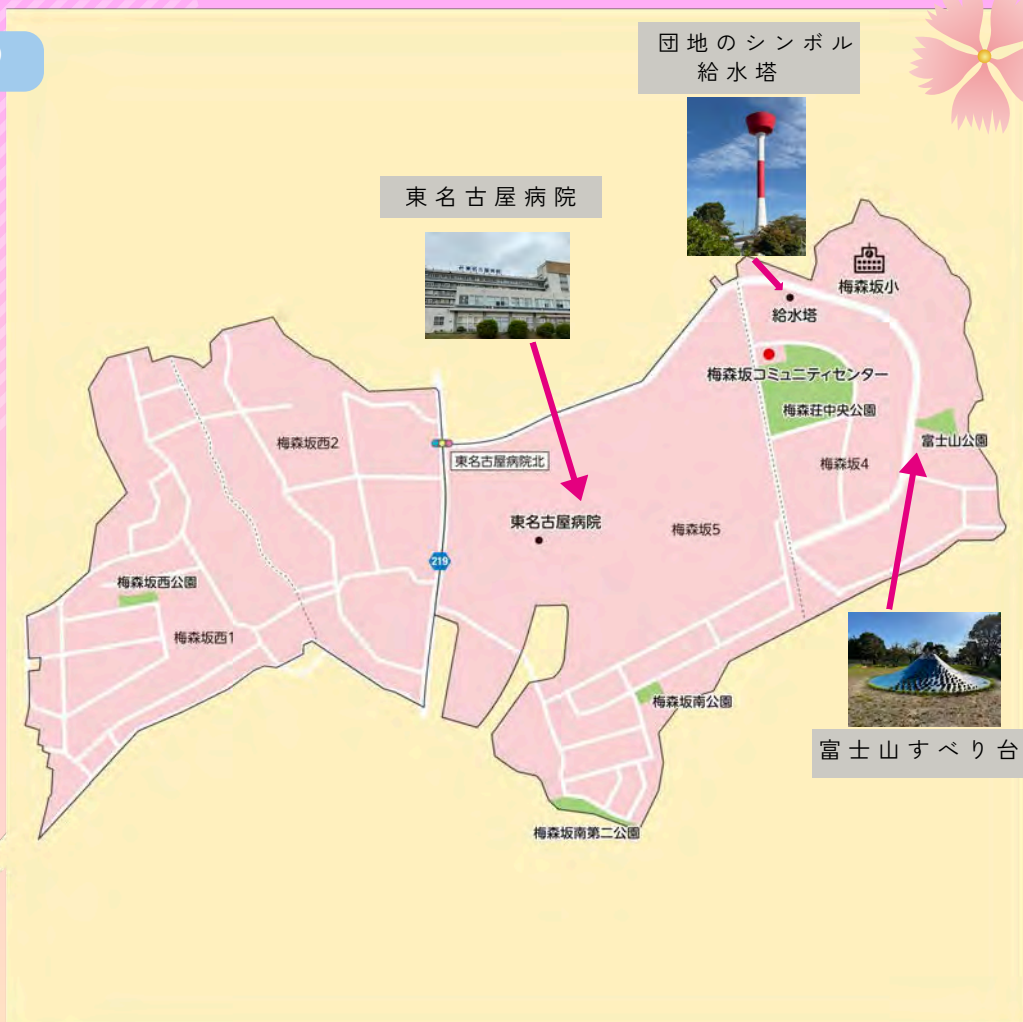 団地のシンボル
給水塔
東名古屋病院
梅森坂小
給水塔
梅森坂コミュニティセンター
梅森荘中央公園
富士山公園
梅森坂西2
東名古屋病院北
梅森坂4
東名古屋病院
梅森坂5
219
梅森坂西公園
梅森坂西1
梅森坂南公園
富士山すべり台
梅森坂南第二公園